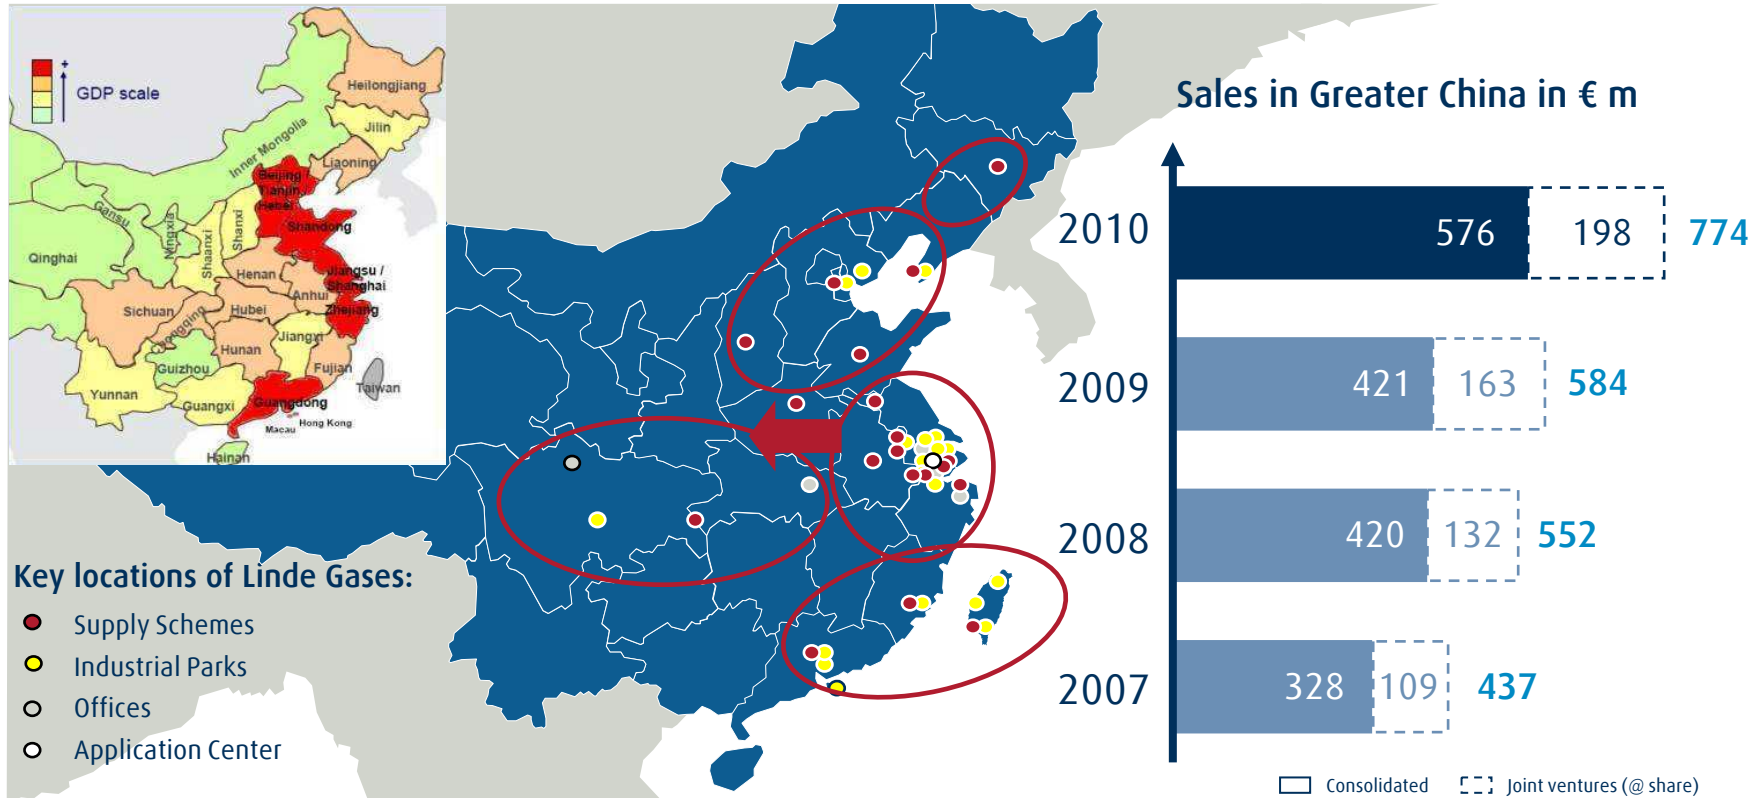 +
GDP scale
Heilongjiang
Jilin
Inner Mongolia
Liaoning
Beijing /
Tianjin
Hebei
Gansu
Ningxia
Shaanxi
Shanxi
Shandong
Qinghai
Henan
Jiangsu /
Shanghai
Anhui
Sichuan
Chongqing
Hubei
Zhejiang
Hunan
Jiangxi
Guizhou
Fujian
Taiwan
Yunnan
Guangxi
Guangdong
Hong Kong
Macau
Hainan
Key locations of Linde Gases:
Supply Schemes
Industrial Parks
Offices
Application Center
Sales in Greater China in € m
2010 576 198 774
2009 421 163 584
2008 420 132 552
2007 328 109 437
Consolidated Joint ventures (@ share)